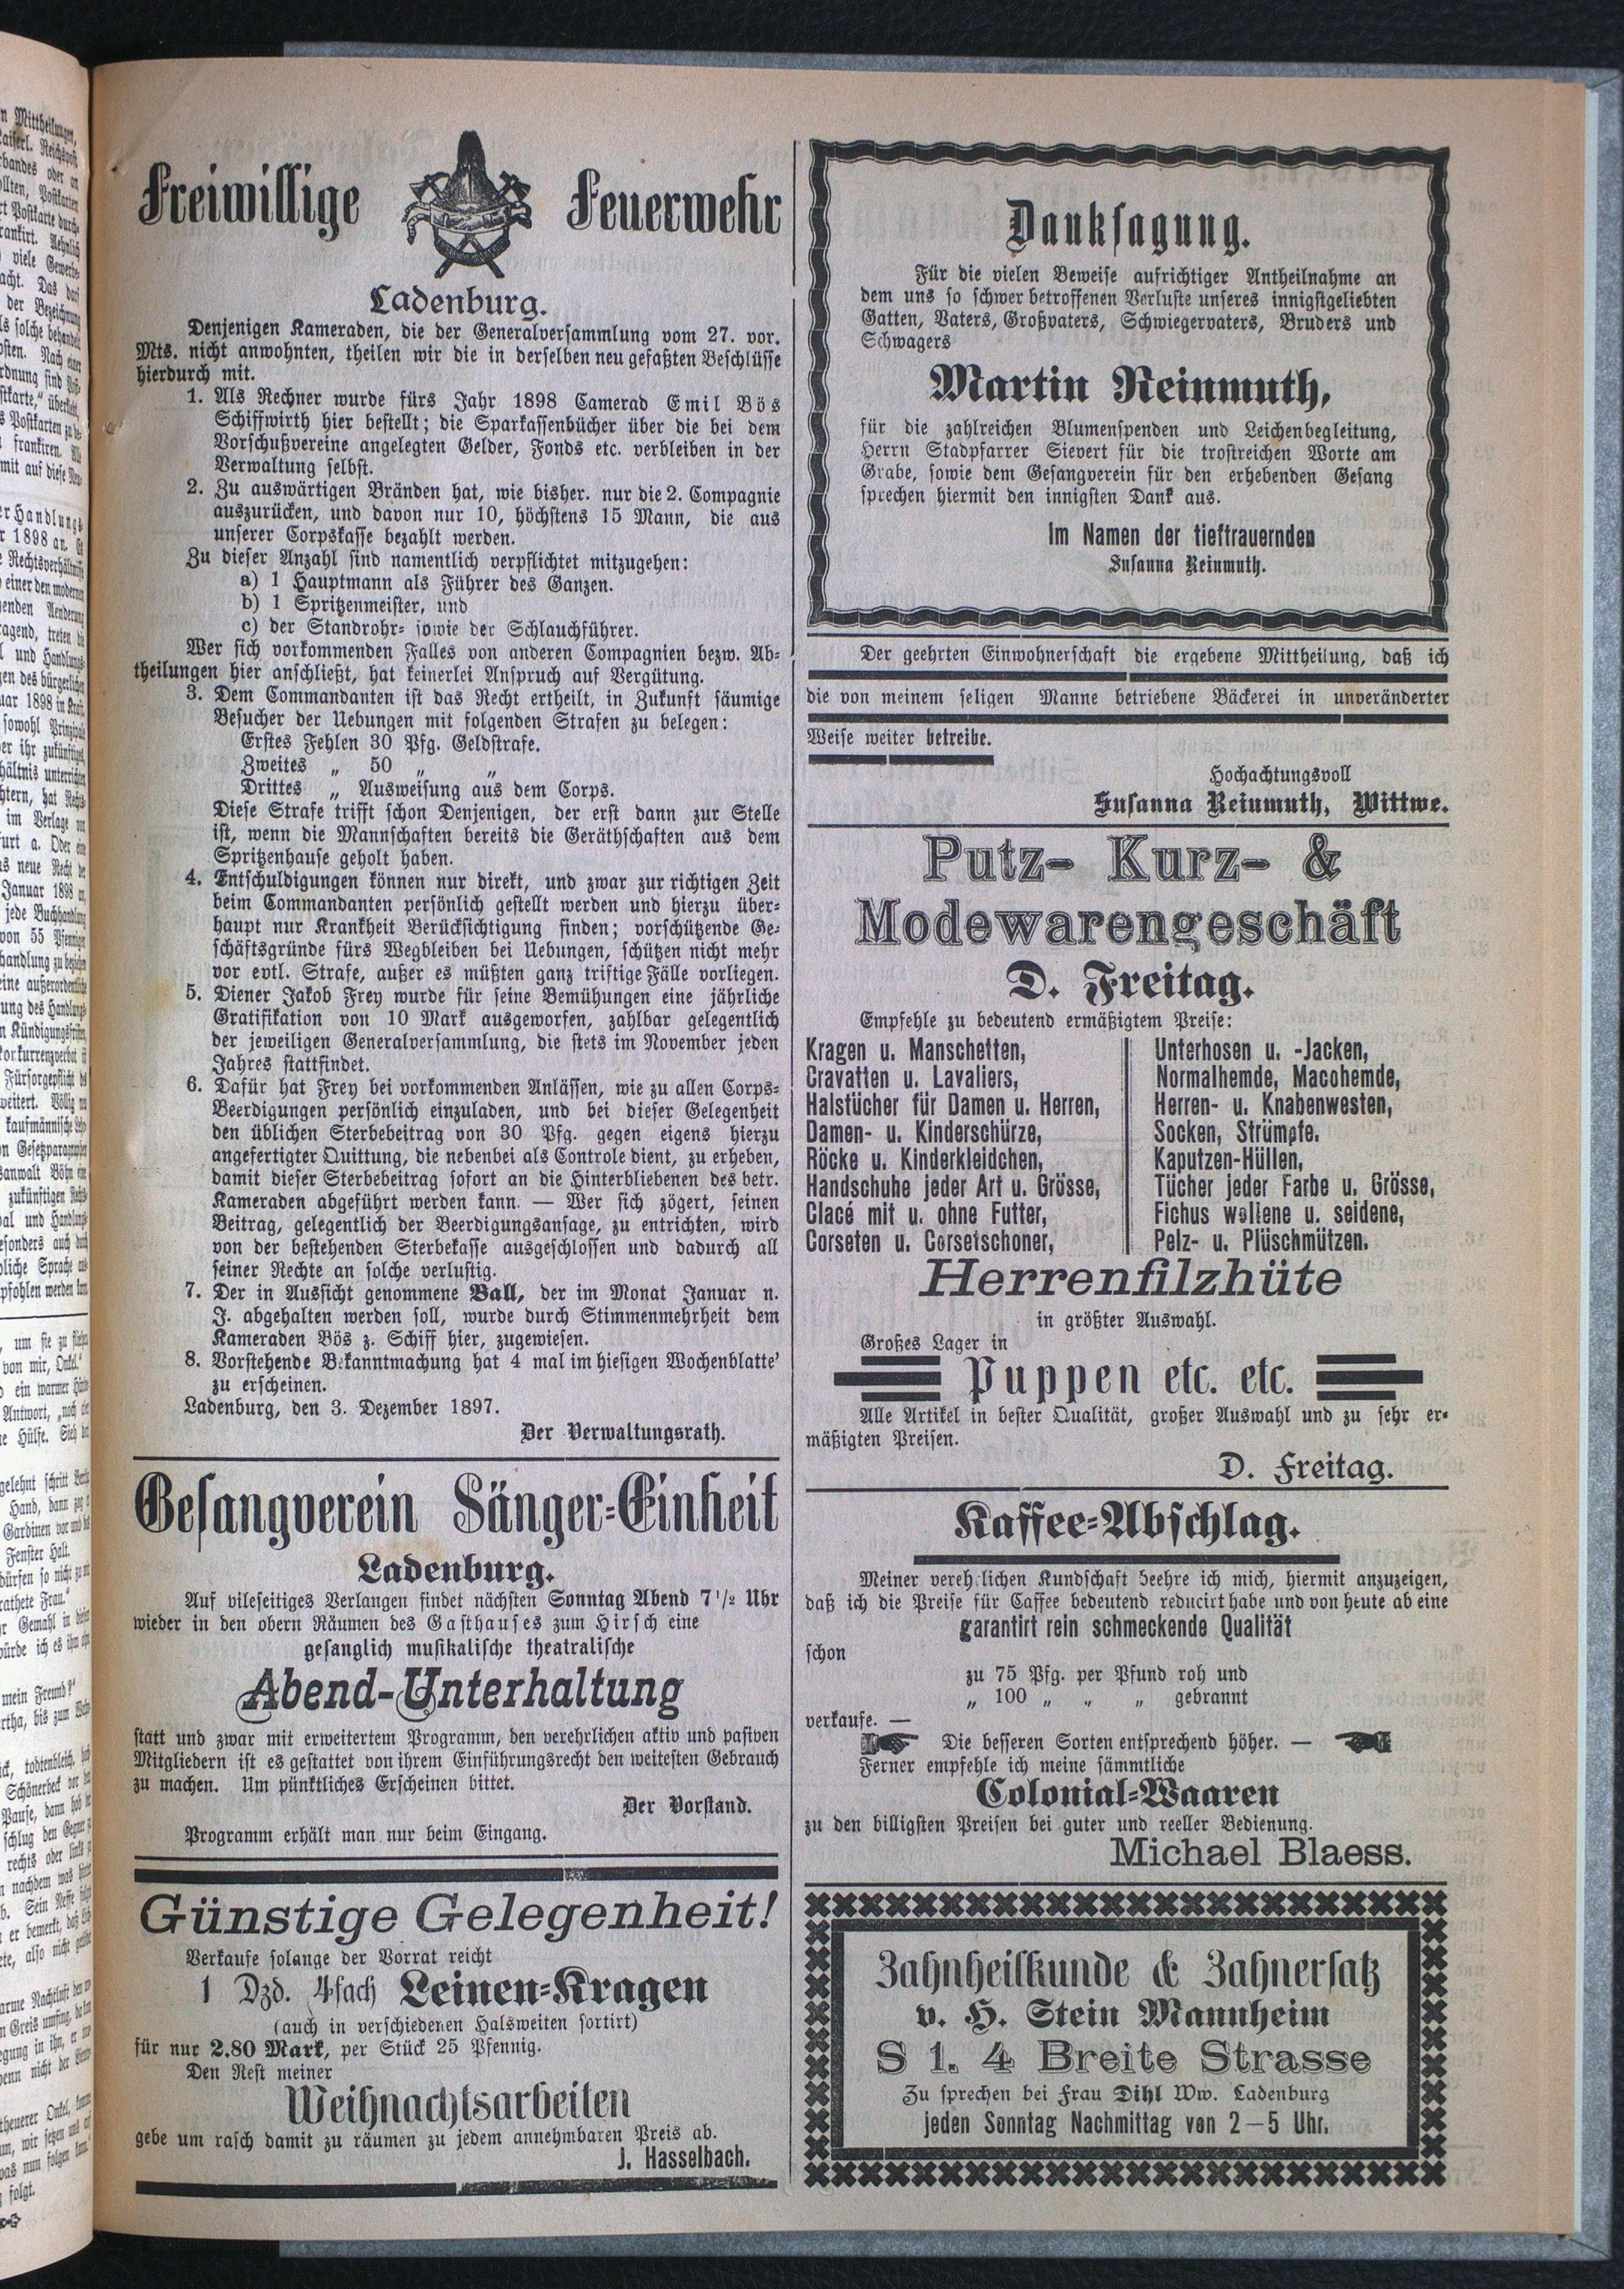 Freiwillige Feuerwehr
Ladenburg.
Denjenigen Kameraden, die der Generalversammlung vom 27. vor.
Mts. nicht anwohnten, theilen wir die in derselben neu gefaßten Beschlüsse
hierdurch mit.
1. Als Rechner wurde fürs Jahr 1898 Camerad Emil Bös
Schiffwirth hier bestellt; die Sparkassenbücher über die bei dem
Vorschußvereine angelegten Gelder, Fonds etc. verbleiben in der
Verwaltung selbst.
2. Zu auswärtigen Bränden hat, wie bisher. nur die 2. Compagnie
auszurücken, und davon nur 10, höchstens 15 Mann, die aus
unserer Corpskasse bezahlt werden.
Zu dieser Anzahl sind namentlich verpflichtet mitzugehen:
a) 1 Hauptmann als Führer des Ganzen.
b) 1 Spritzenmeister, und
c) der Standrohr- sowie der Schlauchführer.
Wer sich vorkommenden Falles von anderen Compagnien bezw. Ab-
theilungen hier anschließt, hat keinerlei Anspruch auf Vergütung.
3. Dem Commandanten ist das Recht ertheilt, in Zukunft säumige
Besucher der Uebungen mit folgenden Strafen zu belegen:
Erstes Fehlen 30 Pfg. Geldstrafe.
Zweites „ 50 „ „
Drittes „ Ausweisung aus dem Corps.
Diese Strafe trifft schon Denjenigen, der erst dann zur Stelle
ist, wenn die Mannschaften bereits die Geräthschaften aus dem
Spritzenhause geholt haben.
4. Entschuldigungen können nur direkt, und zwar zur richtigen Zeit
beim Commandanten persönlich gestellt werden und hierzu über-
haupt nur Krankheit Berücksichtigung finden; vorschützende Ge-
schäftsgründe fürs Wegbleiben bei Uebungen, schützen nicht mehr
vor evtl. Strafe, außer es müßten ganz triftige Fälle vorliegen.
5. Diener Jakob Frey wurde für seine Bemühungen eine jährliche
Gratifikation von 10 Mark ausgeworfen, zahlbar gelegentlich
der jeweiligen Generalversammlung, die stets im November jeden
Jahres stattfindet.
6. Dafür hat Frey bei vorkommenden Anlässen, wie zu allen Corps-
Beerdigungen persönlich einzuladen, und bei dieser Gelegenheit
den üblichen Sterbebeitrag von 30 Pfg. gegen eigens hierzu
angefertigter Quittung, die nebenbei als Controle dient, zu erheben,
damit dieser Sterbebeitrag sofort an die Hinterbliebenen des betr.
Kameraden abgeführt werden kann. — Wer sich zögert, seinen
Beitrag, gelegentlich der Beerdigungsansage, zu entrichten, wird
von der bestehenden Sterbekasse ausgeschlossen und dadurch all
seiner Rechte an solche verlustig.
7. Der in Aussicht genommene Ball, der im Monat Januar n.
J. abgehalten werden soll, wurde durch Stimmenmehrheit dem
Kameraden Bös z. Schiff hier, zugewiesen.
8. Vorstehende Bekanntmachung hat 4 mal im hiesigen Wochenblatte'
zu erscheinen.
Ladenburg, den 3. Dezember 1897.
Der Verwaltungsrath.
Gesangverein Sänger-Einheit
Ladenburg.
Auf vilseitiges Verlangen findet nächsten Sonntag Abend 7 1/2 Uhr
wieder in den obern Räumen des Gasthauses zum Hirsch eine
gesanglich musikalische theatralische
Abend-Unterhaltung
statt und zwar mit erweitertem Programm, den verehrlichen aktiv und pastven
Mitgliedern ist es gestattet von ihrem Einführungsrecht den weitesten Gebrauch
zu machen. Um pünktliches Erscheinen bittet.
Der Vorstand.
Programm erhält man nur beim Eingang.
Günstige Gelegenheit!
Verkaufe solange der Vorrat reicht
1 Dzd. 4fach Leinen-Kragen
(auch in verschiedenen Halsweiten sortirt)
für nur 2.80 Mark, per Stück 25 Pfennig.
Den Rest meiner
Weihnachtsarbeiten
gebe um rasch damit zu räumen zu jedem annehmbaren Preis ab.
J. Hasselbach.
Danksagung.
Für die vielen Beweise aufrichtiger Antheilnahme an
dem uns so schwer betroffenen Verluste unseres innigstgeliebten
Gatten, Vaters, Großvaters, Schwiegervaters, Bruders und
Schwagers
Martin Reinmuth,
für die zahlreichen Blumenspenden und Leichenbegleitung,
Herrn Stadpfarrer Sievert für die trostreichen Worte am
Grabe, sowie dem Gesangverein für den erhebenden Gesang
sprechen hiermit den innigsten Dank aus.
Im Namen der tieftrauernden
Susanna Reinmuth.
Der geehrten Einwohnerschaft die ergebene Mittheilung, daß ich
die von meinem seligen Manne betriebene Bäckerei in unveränderter
Weise weiter betreibe.
Hochachtungsvoll
Susanna Reinmuth, Wittwe.
Putz- Kurz- &
Modewarengeschäft
D. Freitag.
Empfehle zu bedeutend ermäßigtem Preise:
Kragen u. Manschetten,
Cravatten u. Lavaliers,
Halstücher für Damen u. Herren,
Damen- u. Kinderschürze,
Röcke u. Kinderkleidchen,
Handschuhe jeder Art u. Grösse,
Clacé mit u. ohne Futter,
Corseten u. Corsetschoner,
Unterhosen u. -Jacken,
Normalhemde, Macohemde,
Herren- u. Knabenwesten,
Socken, Strümpfe.
Kaputzen-Hüllen,
Tücher jeder Farbe u. Grösse,
Fichus wollene u. seidene,
Pelz- u. Plüschmützen.
Herrenfilzhüte
in größter Auswahl.
Großes Lager in
Puppen etc. etc.
Alle Artikel in bester Qualität, großer Auswahl und zu sehr er-
mäßigten Preisen.
D. Freitag.
Kaffee-Abschlag.
Meiner verehrlichen Kundschaft beehre ich mich, hiermit anzuzeigen,
daß ich die Preise für Caffee bedeutend reducirt habe und von heute ab eine
garantirt rein schmeckende Qualität
schon
zu 75 Pfg. per Pfund roh und
„ 100 „ „ „ gebrannt
verkaufe. —
Die besseren Sorten entsprechend höher. —
Ferner empfehle ich meine sämmtliche
Colonial-Waaren
zu den billigsten Preisen bei guter und reeller Bedienung.
Michael Blaess.
Zahnheilkunde & Zahnersatz
v. H. Stein Mannheim
S 1. 4 Breite Strasse
Zu sprechen bei Frau Dihl Ww. Ladenburg
jeden Sonntag Nachmittag von 2—5 Uhr.